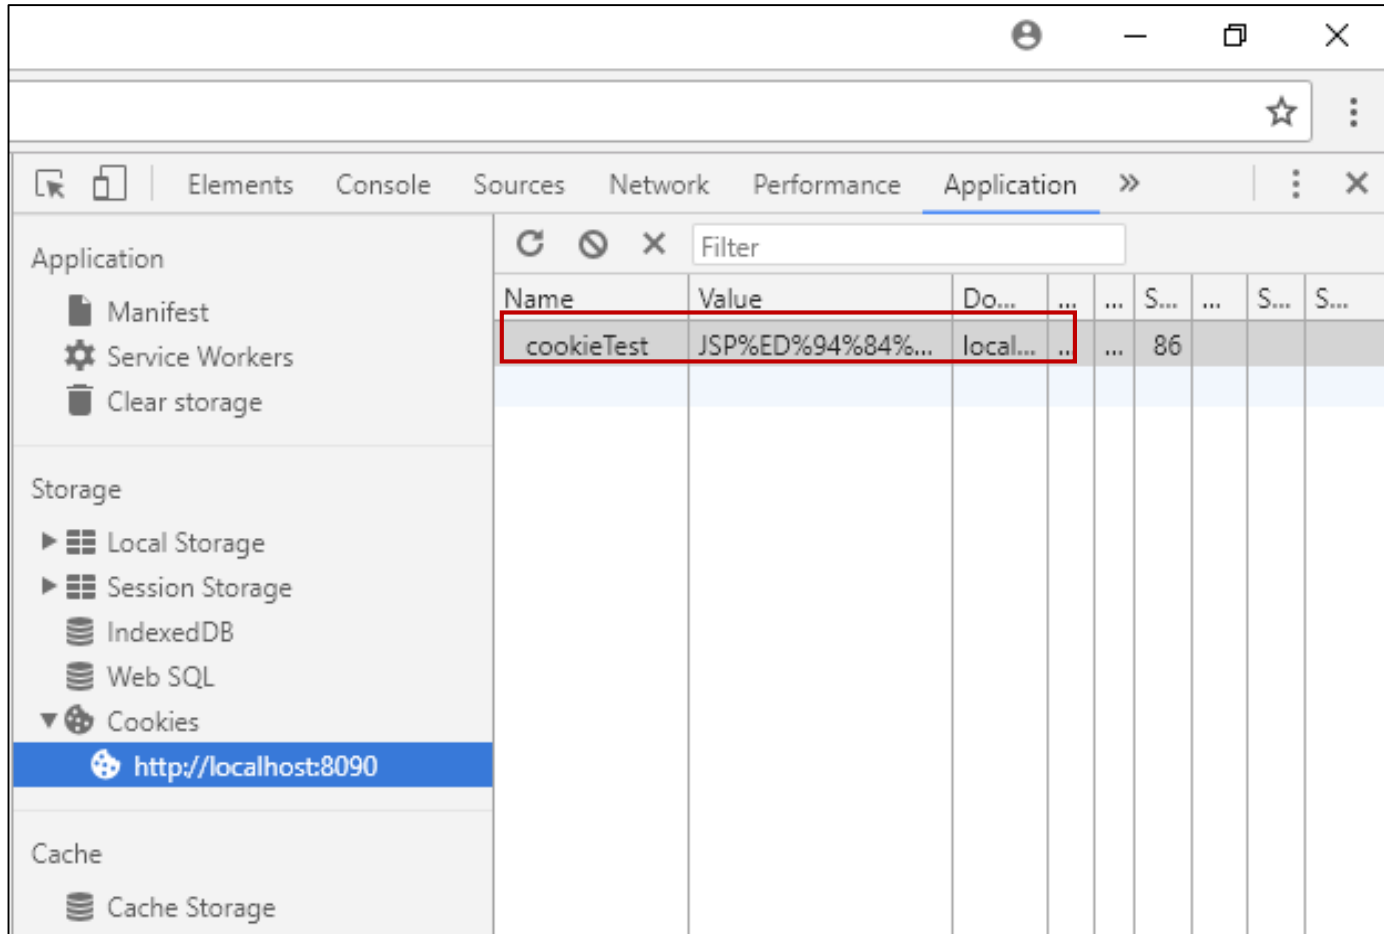 Elements Console Sources Network Performance Application »
Application
Manifest
Service Workers
Clear storage
Storage
Local Storage
Session Storage
IndexedDB
Web SQL
Cookies
http://localhost:8090
Cache
Cache Storage
Filter
Name Value Do... ... ... S... ... S... S...
cookieTest JSP%ED%94%84%... local... ... ... 86